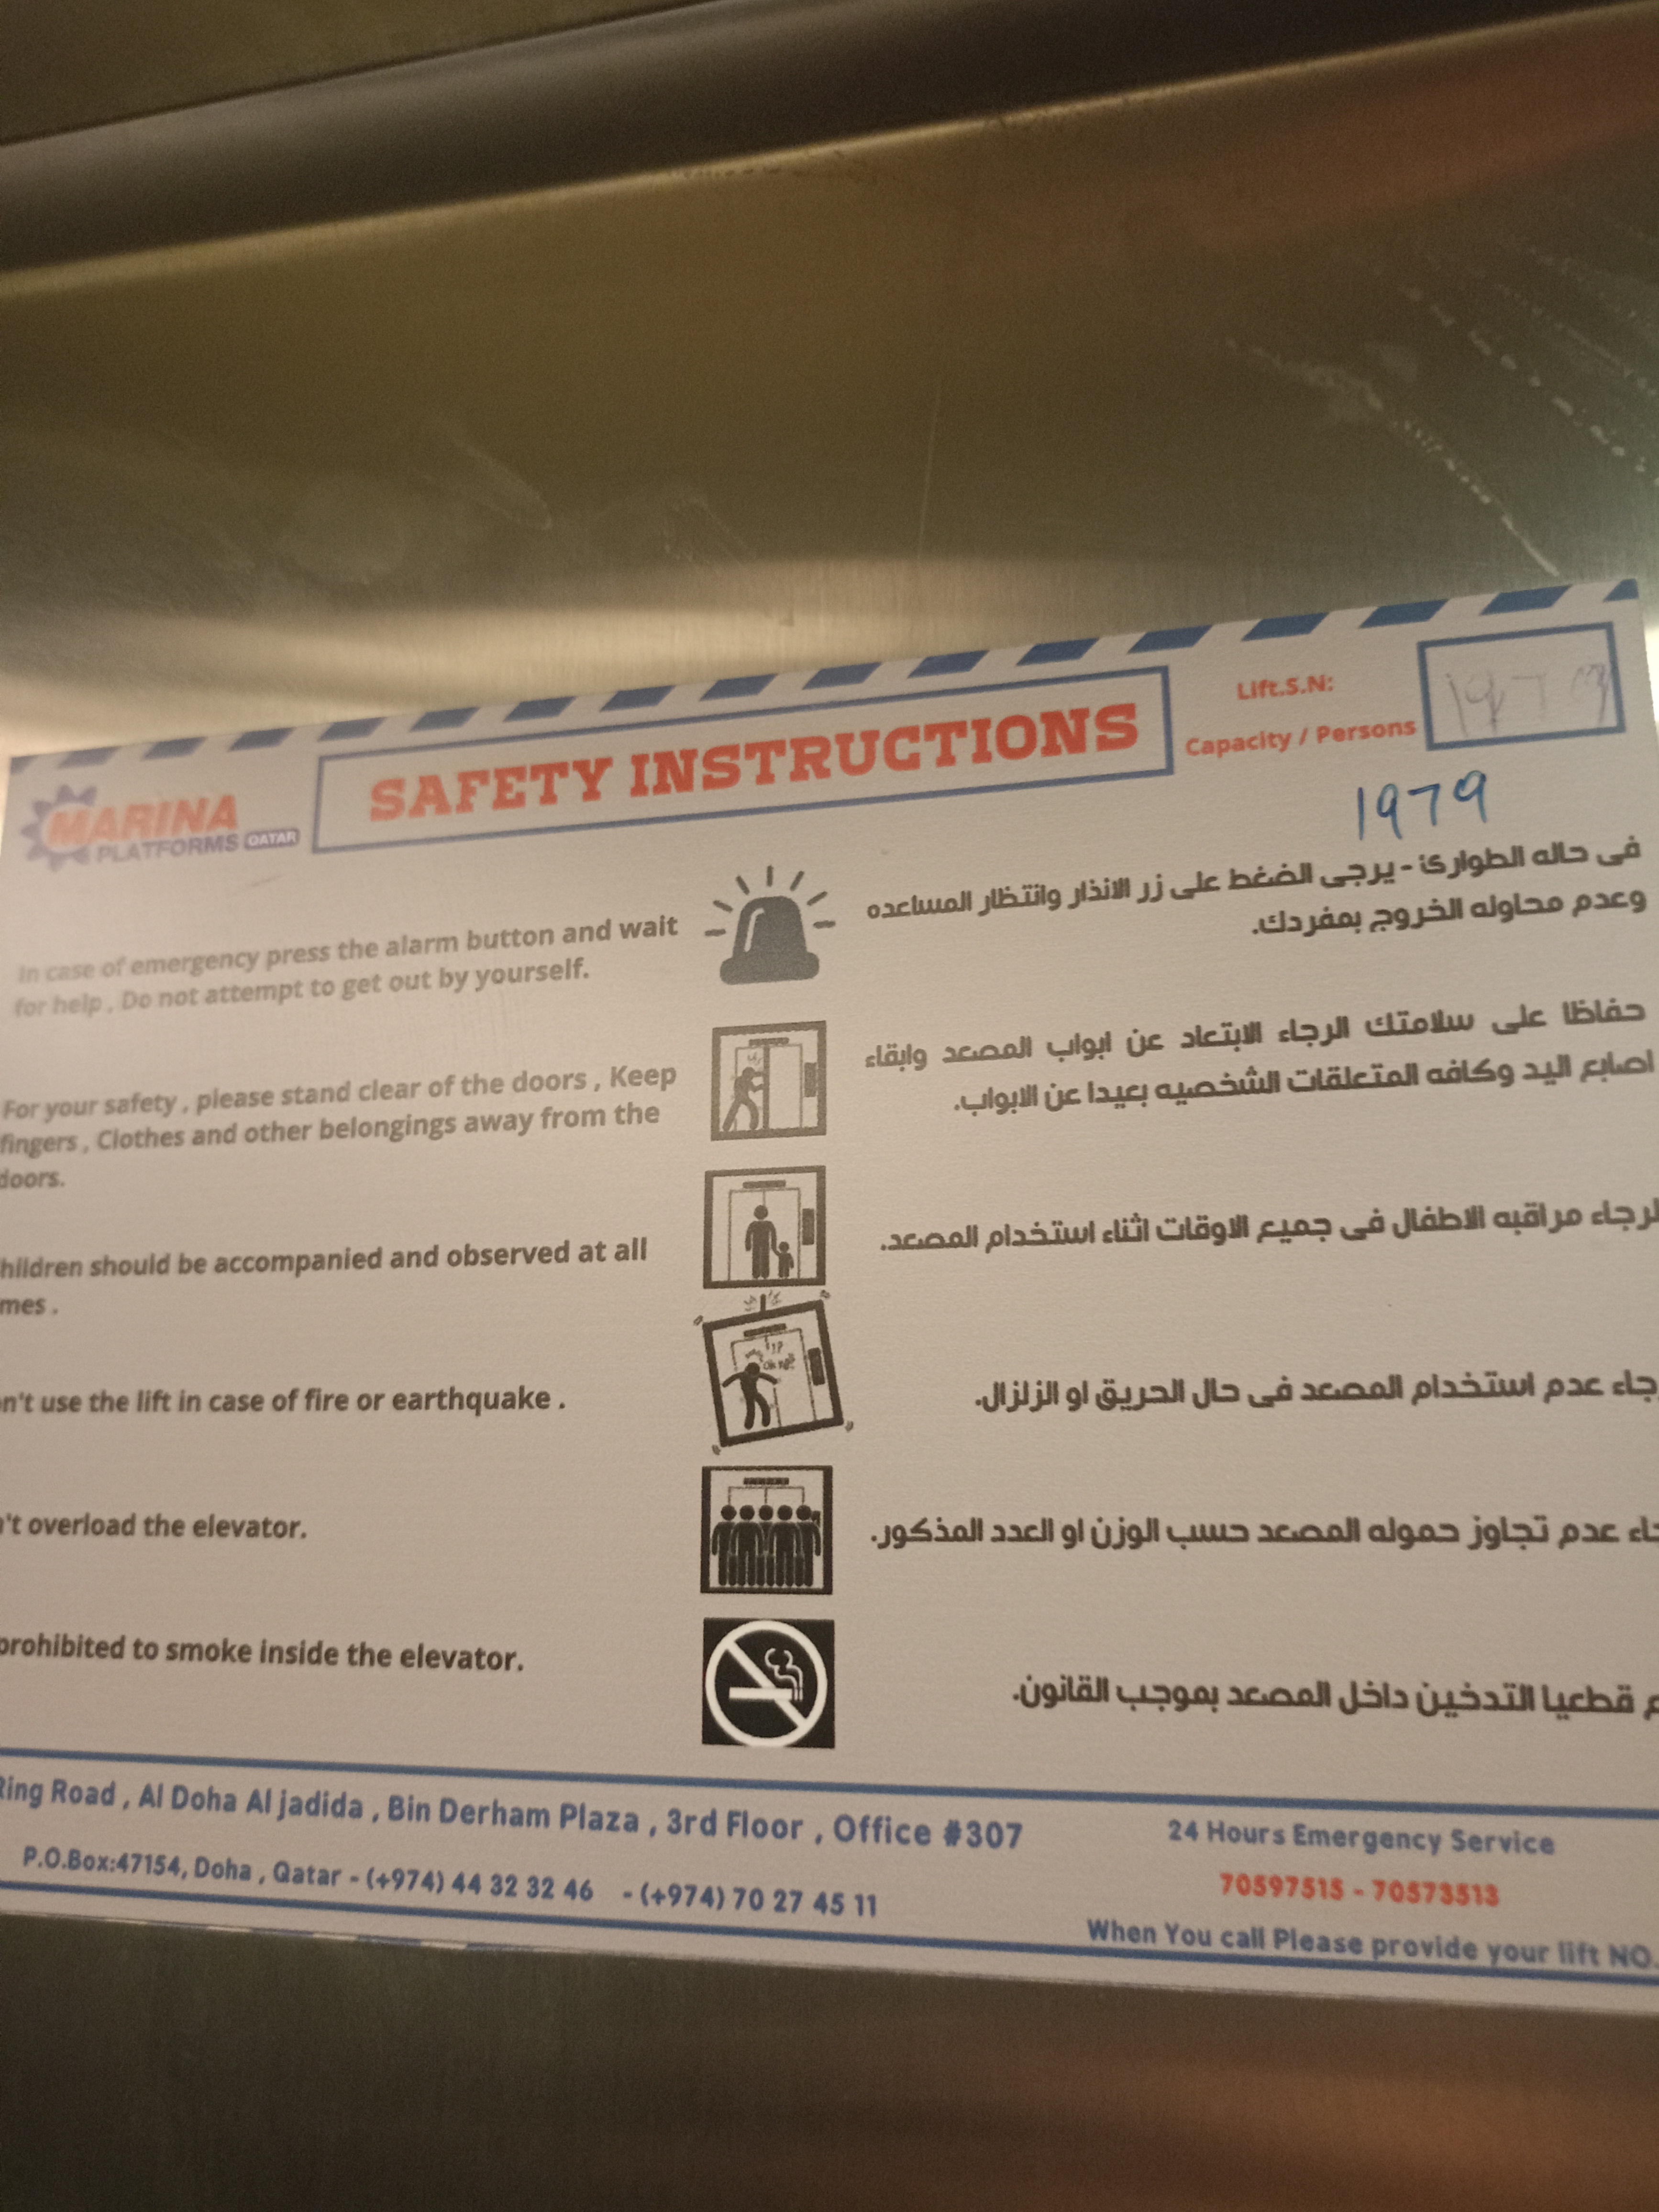 MARINA
PLATFORMS QATAR
SAFETY INSTRUCTIONS
Lift.S.N:
Capacity / Persons
1979
In case of emergency press the alarm button and wait
for help , Do not attempt to get out by yourself.
فى حاله الطوارئ - يرجى الضغط على زر الانذار وانتظار المساعده
وعدم محاوله الخروج بمفردك.
For your safety , please stand clear of the doors , Keep
fingers , Clothes and other belongings away from the
doors.
حفاظا على سلامتك الرجاء الابتعاد عن ابواب المصعد وابقاء
اصابع اليد وكافه المتعلقات الشخصيه بعيدا عن الابواب.
hildren should be accompanied and observed at all
mes .
لرجاء مراقبه الاطفال فى جميع الاوقات اثناء استخدام المصعد.
n't use the lift in case of fire or earthquake .
جاء عدم استخدام المصعد فى حال الحريق او الزلزال.
't overload the elevator.
اء عدم تجاوز حموله المصعد حسب الوزن او العدد المذكور.
prohibited to smoke inside the elevator.
م قطعيا التدخين داخل المصعد بموجب القانون.
Ring Road , Al Doha Al jadida , Bin Derham Plaza , 3rd Floor , Office #307
P.O.Box:47154, Doha , Qatar - (+974) 44 32 32 46 - (+974) 70 27 45 11
24 Hours Emergency Service
70597515 - 70573513
When You call Please provide your lift NO.